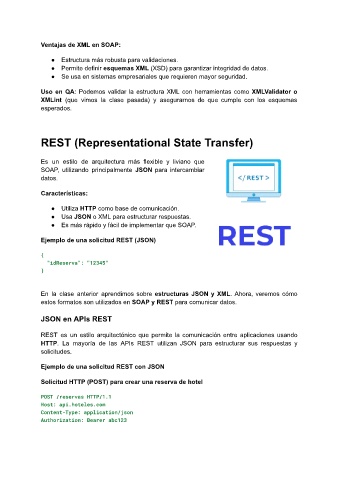 Ventajas de XML en SOAP:
● Estructura más robusta para validaciones.
● Permite definir esquemas XML (XSD) para garantizar integridad de datos.
● Se usa en sistemas empresariales que requieren mayor seguridad.
Uso en QA: Podemos validar la estructura XML con herramientas como XMLValidator o
XMLint (que vimos la clase pasada) y asegurarnos de que cumple con los esquemas
esperados.
REST (Representational State Transfer)
Es un estilo de arquitectura más flexible y liviano que
SOAP, utilizando principalmente JSON para intercambiar
datos.
Características:
● Utiliza HTTP como base de comunicación.
● Usa JSON o XML para estructurar respuestas.
● Es más rápido y fácil de implementar que SOAP.
</ REST >
REST
Ejemplo de una solicitud REST (JSON)
{
"idReserva": "12345"
}
En la clase anterior aprendimos sobre estructuras JSON y XML. Ahora, veremos cómo
estos formatos son utilizados en SOAP y REST para comunicar datos.
JSON en APIs REST
REST es un estilo arquitectónico que permite la comunicación entre aplicaciones usando
HTTP. La mayoría de las APIs REST utilizan JSON para estructurar sus respuestas y
solicitudes.
Ejemplo de una solicitud REST con JSON
Solicitud HTTP (POST) para crear una reserva de hotel
POST /reserves HTTP/1.1
Host: api.hoteles.com
Content-Type: application/json
Authorization: Bearer abc123